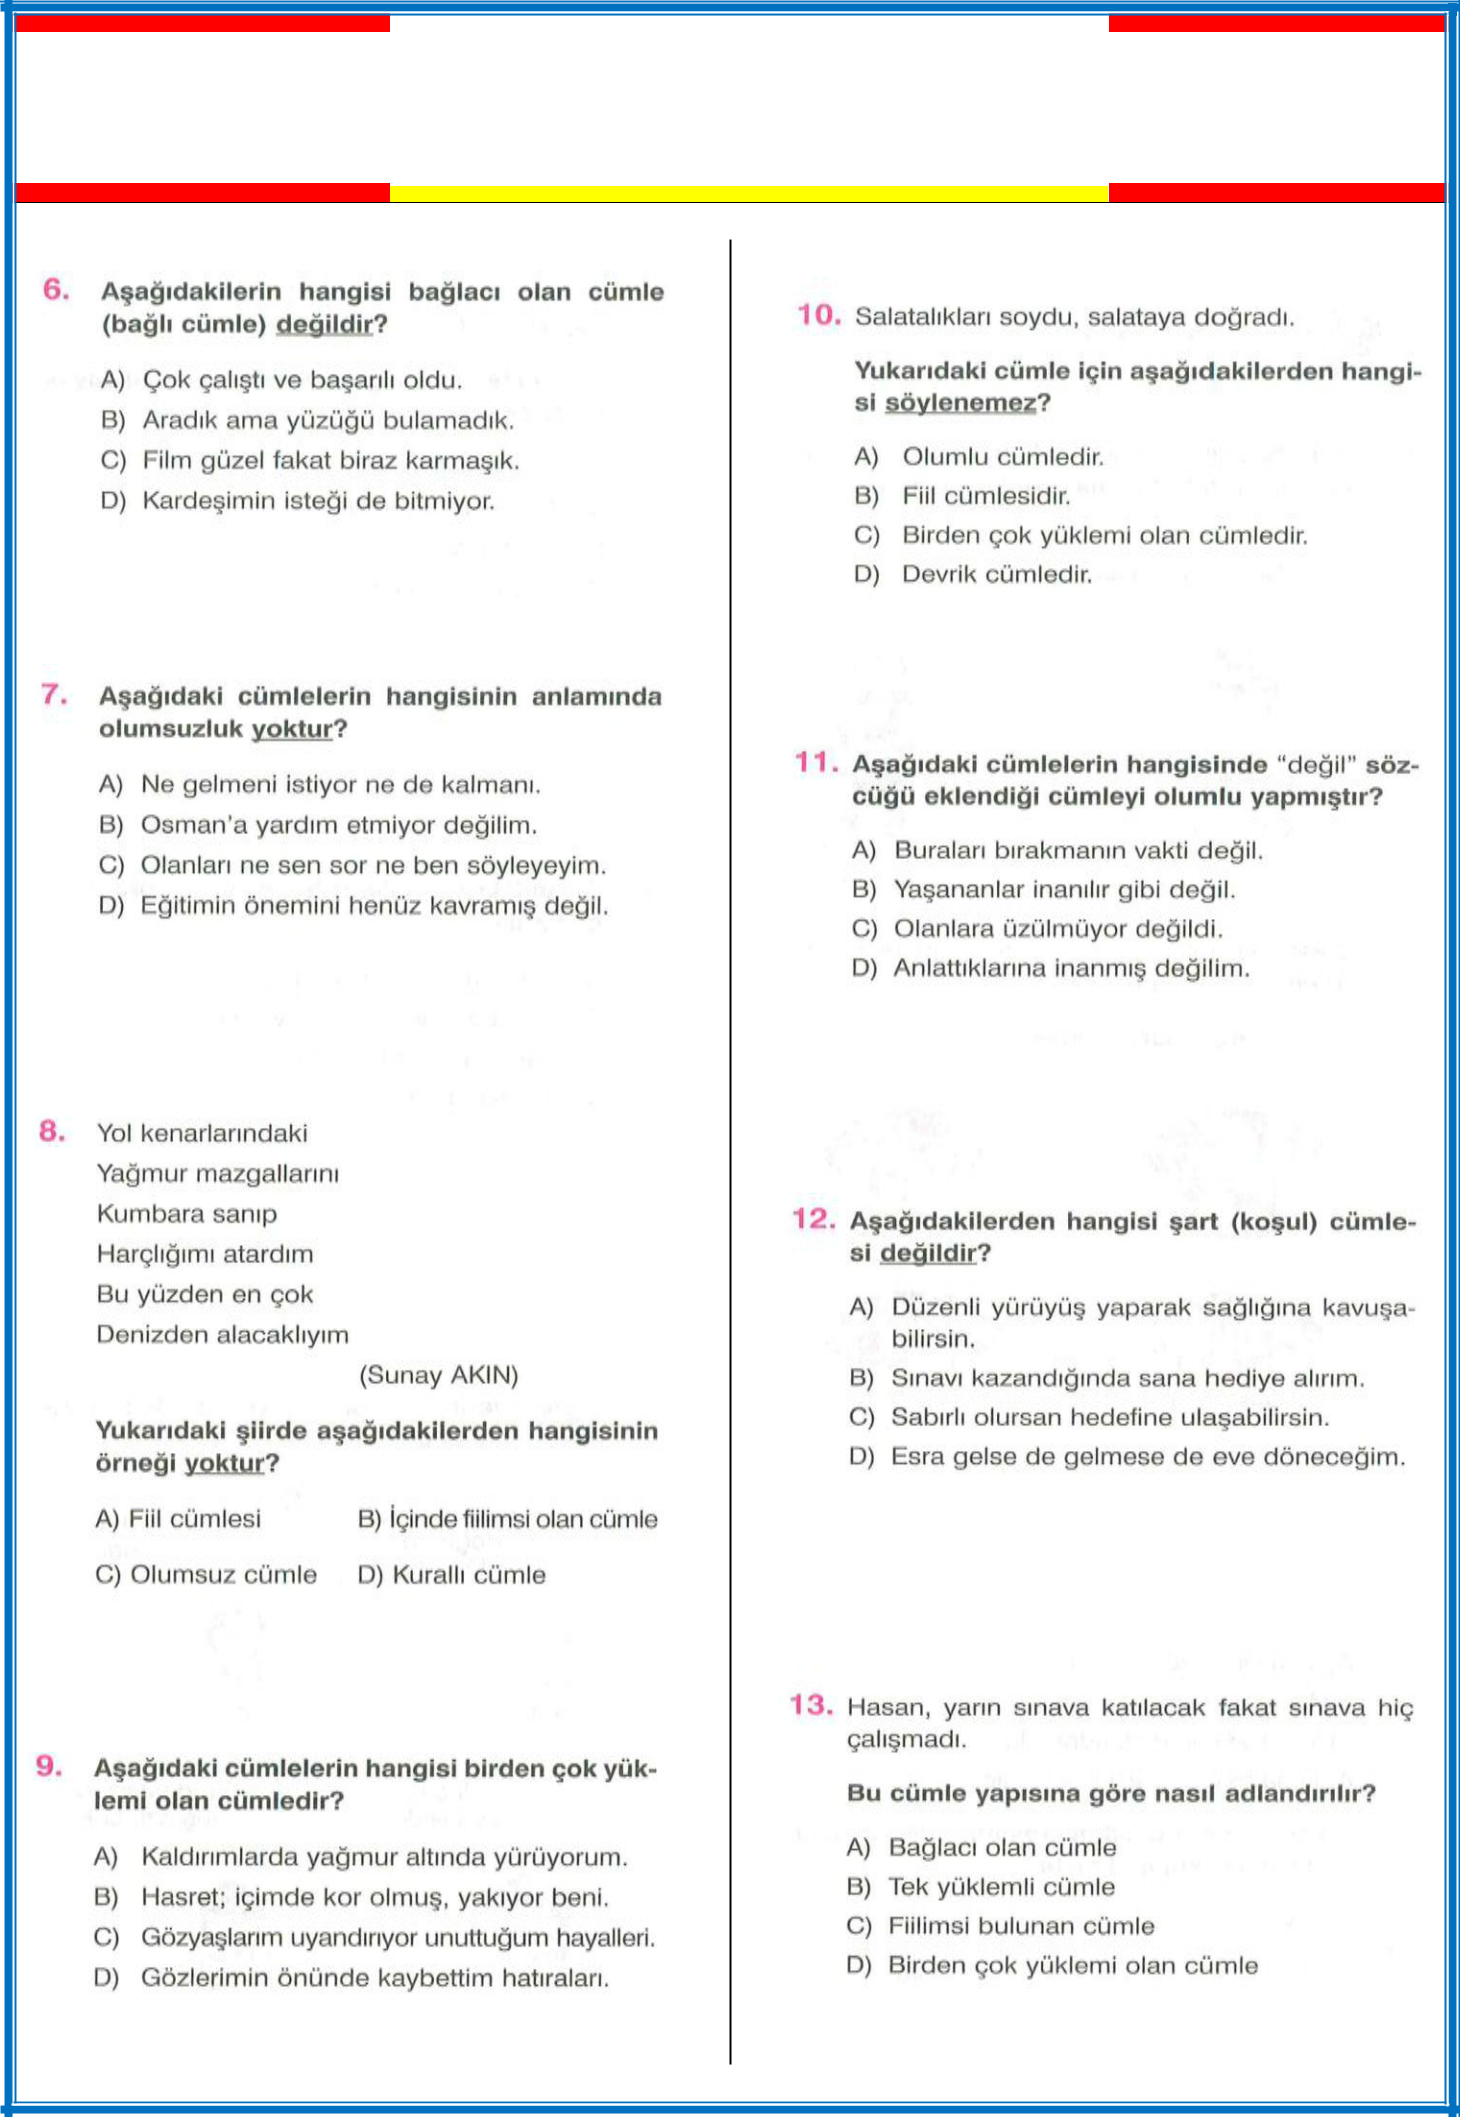 6. Aşağıdakilerin hangisi bağlacı olan cümle
(bağlı cümle) değildir?
A) Çok çalıştı ve başarılı oldu.
B) Aradık ama yüzüğü bulamadık.
C) Film güzel fakat biraz karmaşık.
D) Kardeşimin isteği de bitmiyor.
7. Aşağıdaki cümlelerin hangisinin anlamında
olumsuzluk yoktur?
A) Ne gelmeni istiyor ne de kalmanı.
B) Osman'a yardım etmiyor değilim.
C) Olanları ne sen sor ne ben söyleyeyim.
D) Eğitimin önemini henüz kavramış değil.
8. Yol kenarlarındaki
Yağmur mazgallarını
Kumbara sanıp
Harçlığımı atardım
Bu yüzden en çok
Denizden alacaklıyım
(Sunay AKIN)
Yukarıdaki şiirde aşağıdakilerden hangisinin
örneği yoktur?
A) Fiil cümlesi B) İçinde fiilimsi olan cümle
C) Olumsuz cümle D) Kurallı cümle
9. Aşağıdaki cümlelerin hangisi birden çok yük-
lemi olan cümledir?
A) Kaldırımlarda yağmur altında yürüyorum.
B) Hasret; içimde kor olmuş, yakıyor beni.
C) Gözyaşlarım uyandırıyor unuttuğum hayalleri.
D) Gözlerimin önünde kaybettim hatıraları.
10. Salatalıkları soydu, salataya doğradı.
Yukarıdaki cümle için aşağıdakilerden hangi-
si söylenemez?
A) Olumlu cümledir.
B) Fiil cümlesidir.
C) Birden çok yüklemi olan cümledir.
D) Devrik cümledir.
11. Aşağıdaki cümlelerin hangisinde “değil” söz-
cüğü eklendiği cümleyi olumlu yapmıştır?
A) Buraları bırakmanın vakti değil.
B) Yaşananlar inanılır gibi değil.
C) Olanlara üzülmüyor değildi.
D) Anlattıklarına inanmış değilim.
12. Aşağıdakilerden hangisi şart (koşul) cümle-
si değildir?
A) Düzenli yürüyüş yaparak sağlığına kavuşa-
bilirsin.
B) Sınavı kazandığında sana hediye alırım.
C) Sabırlı olursan hedefine ulaşabilirsin.
D) Esra gelse de gelmese de eve döneceğim.
13. Hasan, yarın sınava katılacak fakat sınava hiç
çalışmadı.
Bu cümle yapısına göre nasıl adlandırılır?
A) Bağlacı olan cümle
B) Tek yüklemli cümle
C) Fiilimsi bulunan cümle
D) Birden çok yüklemi olan cümle